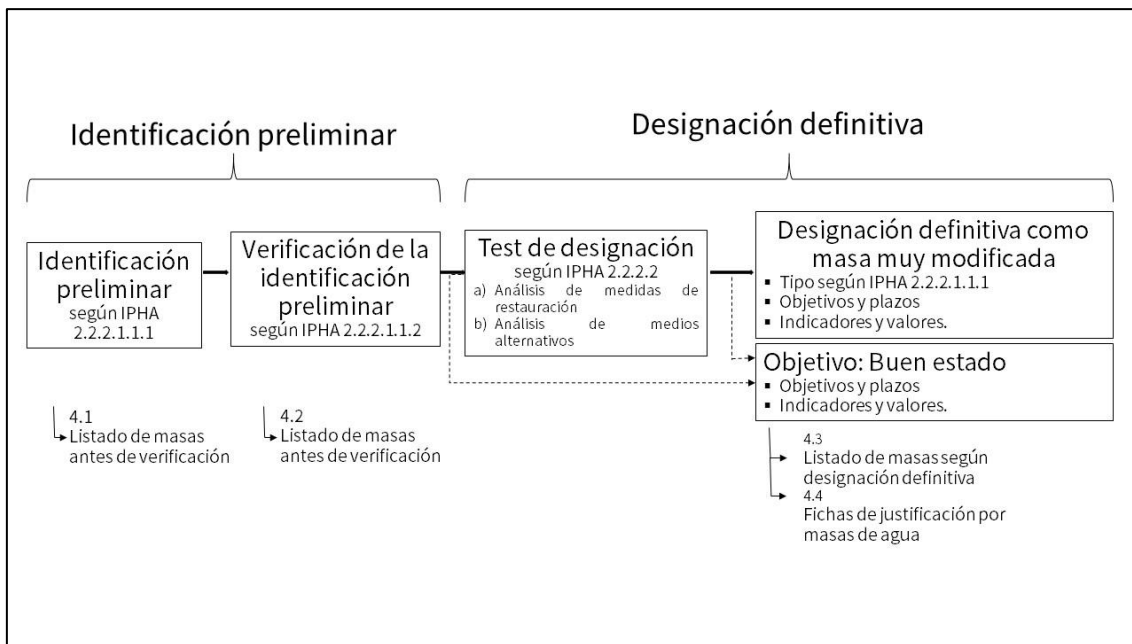 Identificación preliminar
Designación definitiva
Identificación
preliminar
según IPHA
2.2.2.1.1.1
Verificación de la
identificación
preliminar
según IPHA 2.2.2.1.1.2
Test de designación
según IPHA 2.2.2.2
a) Análisis de medidas de
restauración
b) Análisis de medios
alternativos
Designación definitiva como
masa muy modificada
▪ Tipo según IPHA 2.2.2.1.1.1
▪ Objetivos y plazos
▪ Indicadores y valores.
Objetivo: Buen estado
▪ Objetivos y plazos
▪ Indicadores y valores.
4.1
Listado de masas
antes de verificación
4.2
Listado de masas
antes de verificación
4.3
Listado de masas según
designación definitiva
4.4
Fichas de justificación por
masas de agua